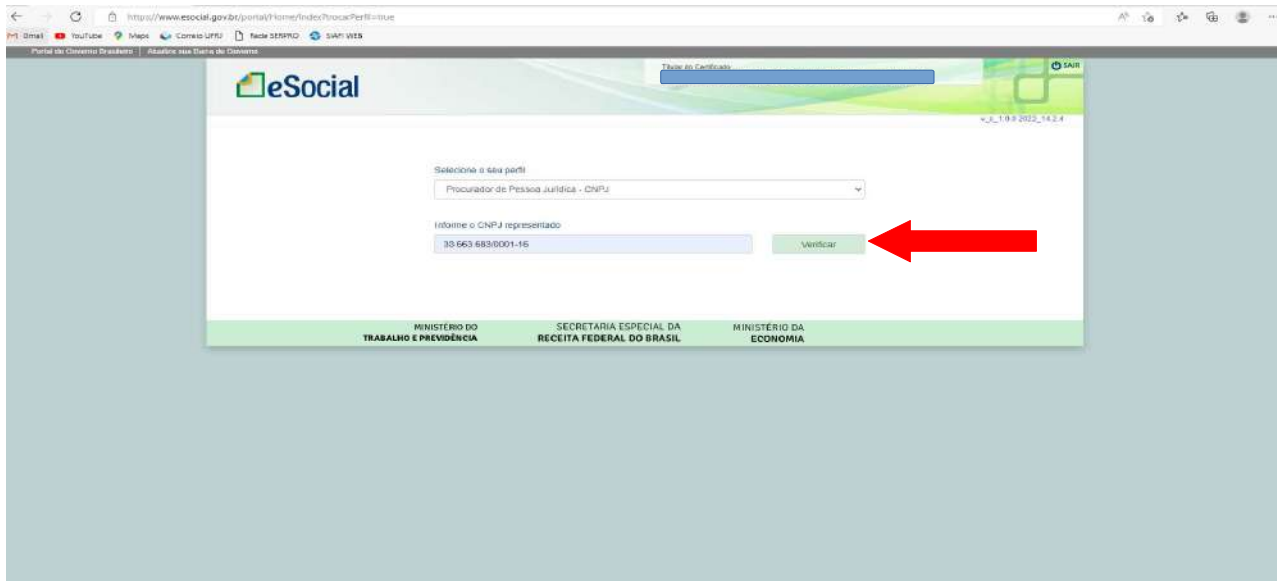 https://www.esocial.gov.br/portal/Home/Index?trocarPerfil=true
Gmail YouTube Maps Correio UFRJ Rede SERPRO SIAFI WEB
Portal do Governo Brasileiro Atualize sua Barra de Governo
Titular do Certificado
SAIR
eSocial
Selecione o seu perfil
Procurador de Pessoa Jurídica - CNPJ
Informe o CNPJ representado
33.663.683/0001-16 Verificar
MINISTÉRIO DO
TRABALHO E PREVIDÊNCIA
SECRETARIA ESPECIAL DA
RECEITA FEDERAL DO BRASIL
MINISTÉRIO DA
ECONOMIA